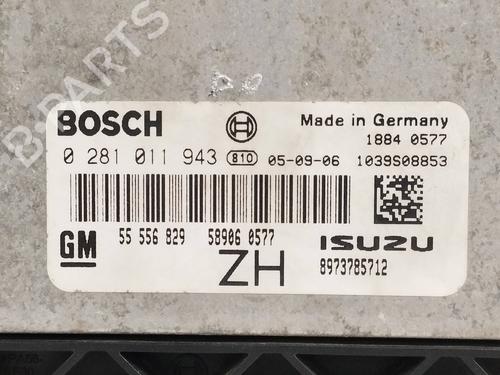 B-PARTS
BOSCH
Made in Germany
1884 0577
0 281 011 943 810 05-09-06 1039S08853
GM 55 556 829 58906 0577 ISUZU
ZH 8973785712